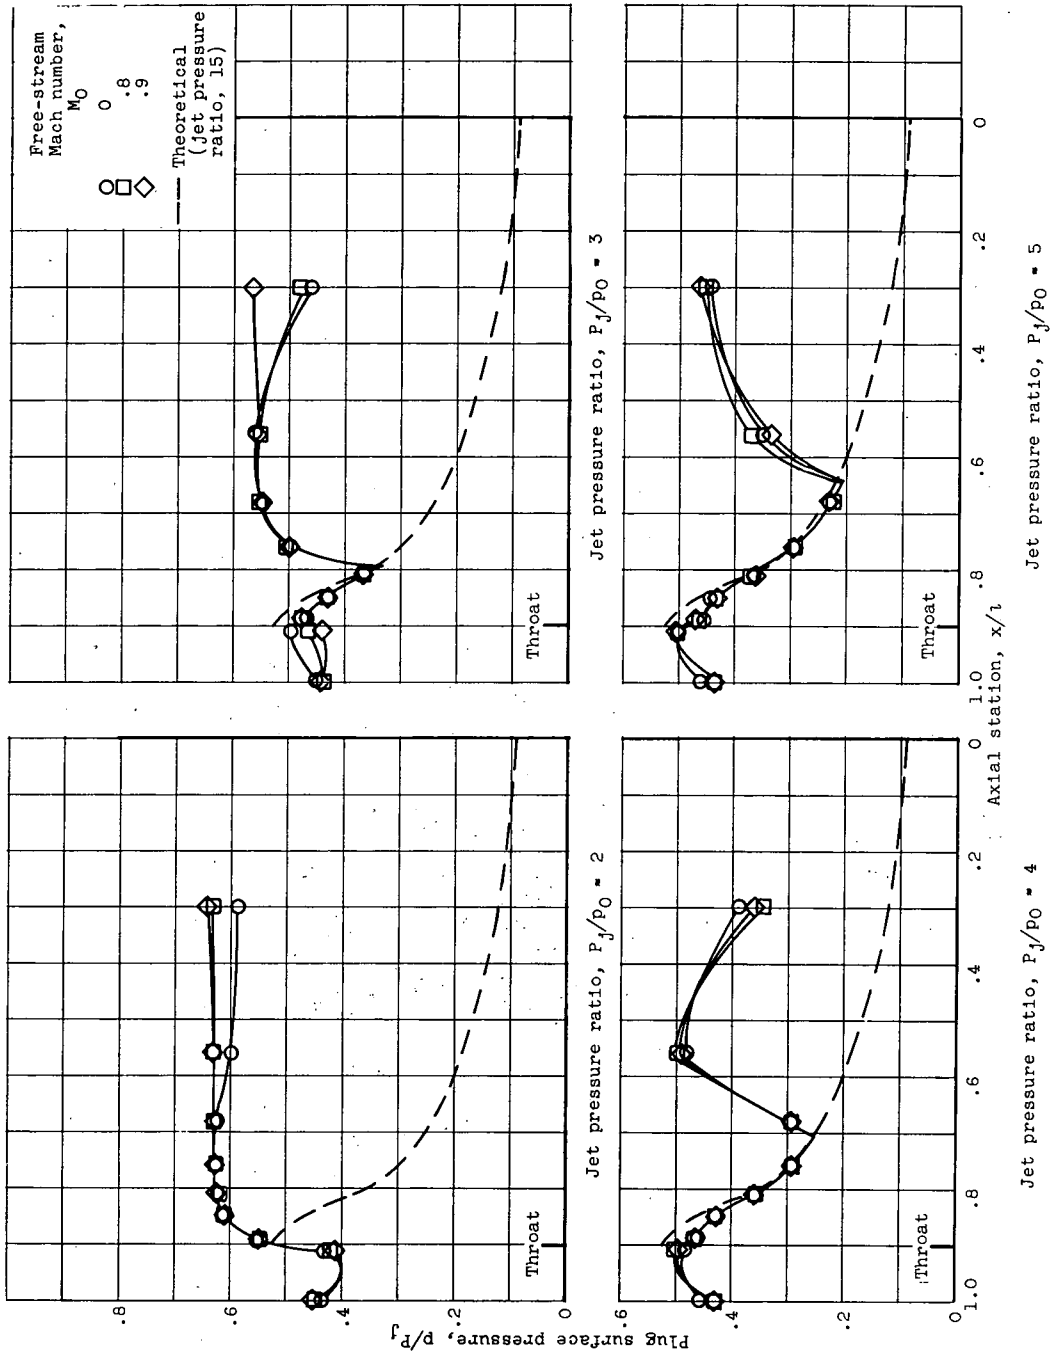 Free-stream
Mach number,
M0
0
.8
.9
Theoretical
(jet pressure
ratio, 15)
Plug surface pressure, p/Pj
.8
.6
.4
.2
0
Throat
Jet pressure ratio, Pj/p0 = 2
Throat
Jet pressure ratio, Pj/p0 = 3
.6
.4
.2
0
Throat
1.0
.8
.6
.4
.2
0
Jet pressure ratio, Pj/p0 = 4
Throat
1.0
.8
.6
.4
.2
0
Jet pressure ratio, Pj/p0 = 5
Axial station, x/l